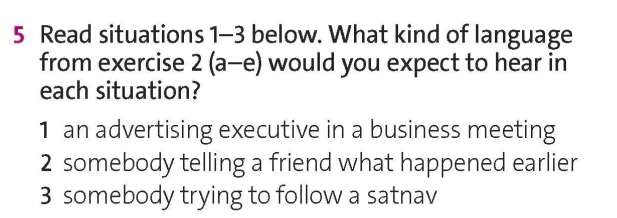 5 Read situations 1–3 below. What kind of language
from exercise 2 (a–e) would you expect to hear in
each situation?
1 an advertising executive in a business meeting
2 somebody telling a friend what happened earlier
3 somebody trying to follow a satnav